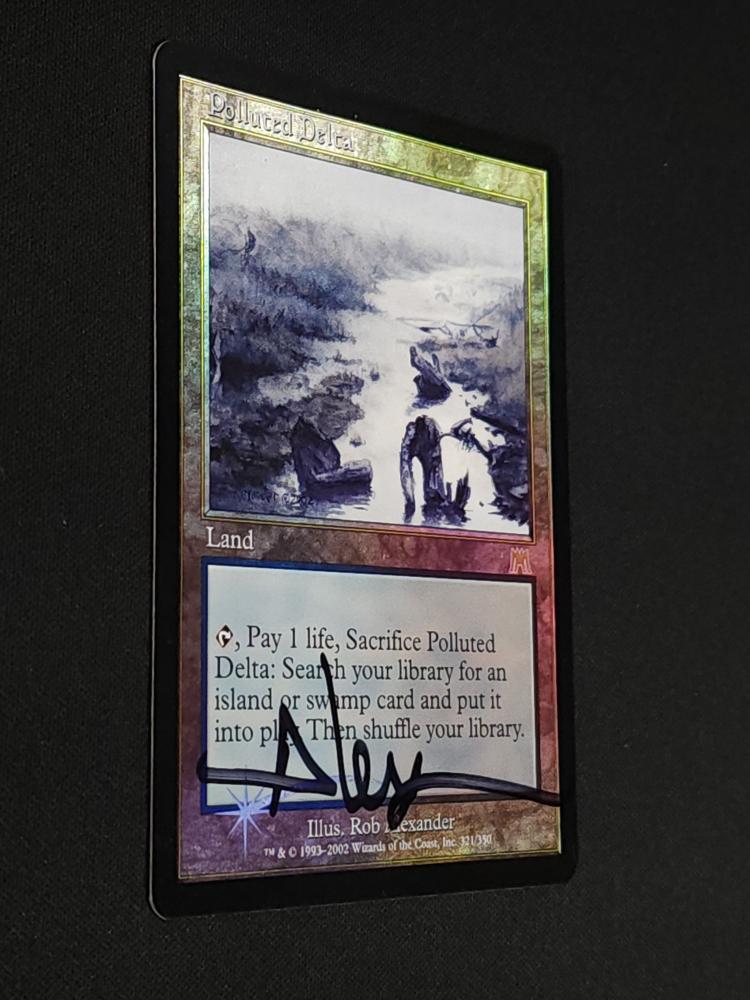 Polluted Delta
Land
, Pay 1 life, Sacrifice Polluted
Delta: Search your library for an
island or swamp card and put it
into play. Then shuffle your library.
Alex
Illus. Rob Alexander
™ & © 1993–2002 Wizards of the Coast, Inc. 321/350